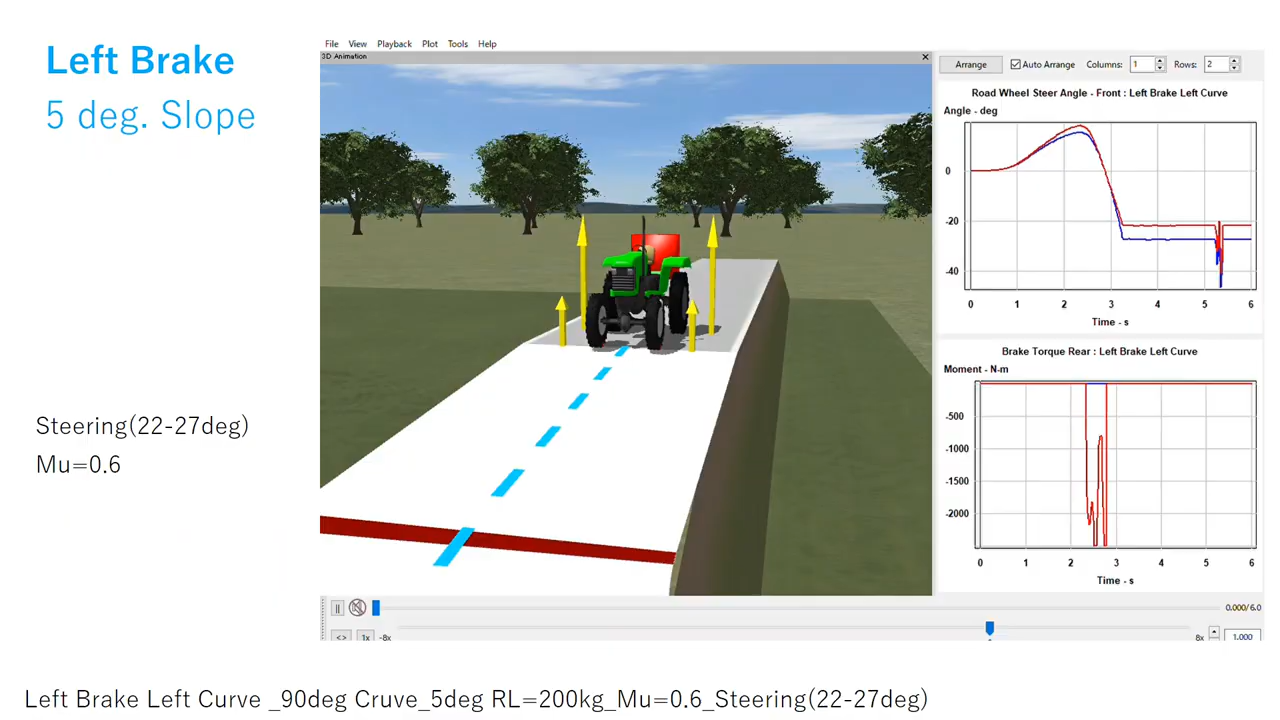 Left Brake
5 deg. Slope
Steering(22-27deg)
Mu=0.6
File View Playback Plot Tools Help
3D Animation
Arrange Auto Arrange Columns: 1 Rows: 2
Road Wheel Steer Angle - Front : Left Brake Left Curve
Angle - deg
0
-20
-40
0 1 2 3 4 5 6
Time - s
Brake Torque Rear : Left Brake Left Curve
Moment - N-m
-500
-1000
-1500
-2000
0 1 2 3 4 5 6
Time - s
0.000/6.0
<> 1x -8x 8x 1.000
Left Brake Left Curve _90deg Cruve_5deg RL=200kg_Mu=0.6_Steering(22-27deg)